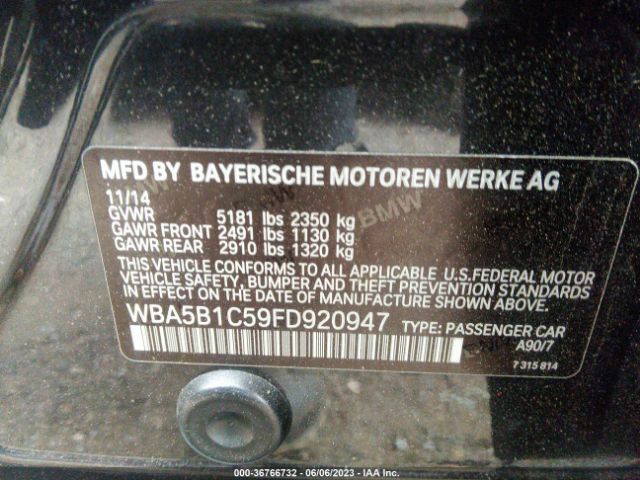 MFD BY BAYERISCHE MOTOREN WERKE AG
11/14
GVWR 5181 lbs 2350 kg
GAWR FRONT 2491 lbs 1130 kg
GAWR REAR 2910 lbs 1320 kg
THIS VEHICLE CONFORMS TO ALL APPLICABLE U.S.FEDERAL MOTOR
VEHICLE SAFETY, BUMPER AND THEFT PREVENTION STANDARDS
IN EFFECT ON THE DATE OF MANUFACTURE SHOWN ABOVE.
WBA5B1C59FD920947 TYPE: PASSENGER CAR
A90/7
7 315 814
BMW
BMW
000-36766732 - 06/06/2023 - IAA Inc.